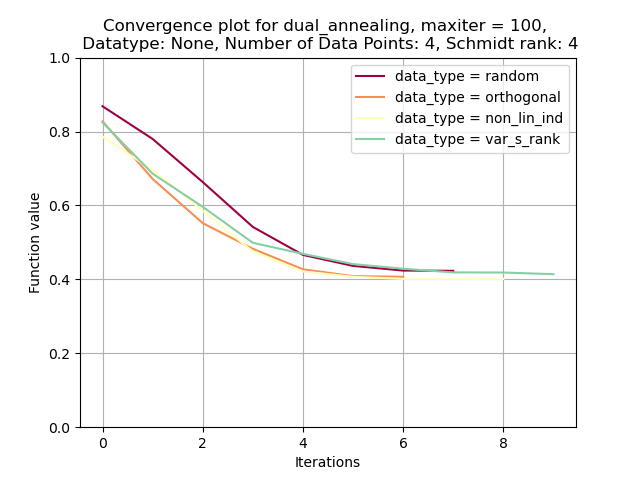 Convergence plot for dual_annealing, maxiter = 100,
Datatype: None, Number of Data Points: 4, Schmidt rank: 4
data_type = random
data_type = orthogonal
data_type = non_lin_ind
data_type = var_s_rank
Function value
1.0
0.8
0.6
0.4
0.2
0.0
0 2 4 6 8
Iterations